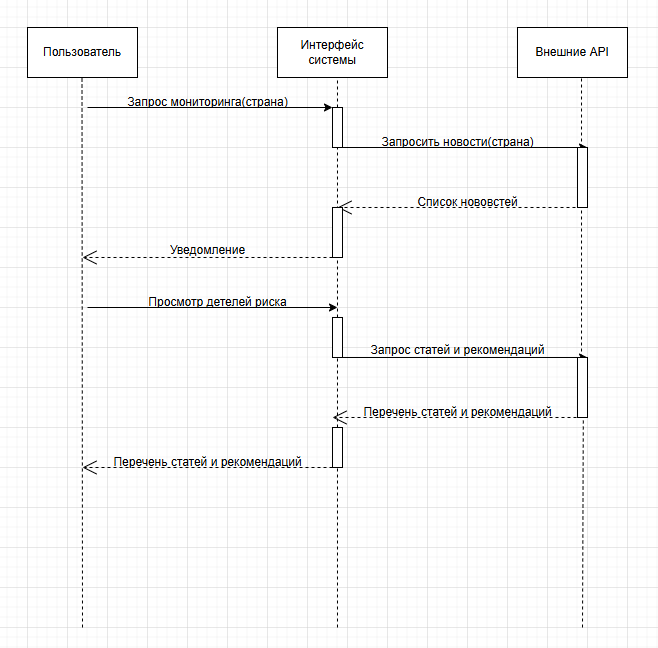 Пользователь
Интерфейс
системы
Внешние API
Запрос мониторинга(страна)
Запросить новости(страна)
Список нововстей
Уведомление
Просмотр детелей риска
Запрос статей и рекомендаций
Перечень статей и рекомендаций
Перечень статей и рекомендаций